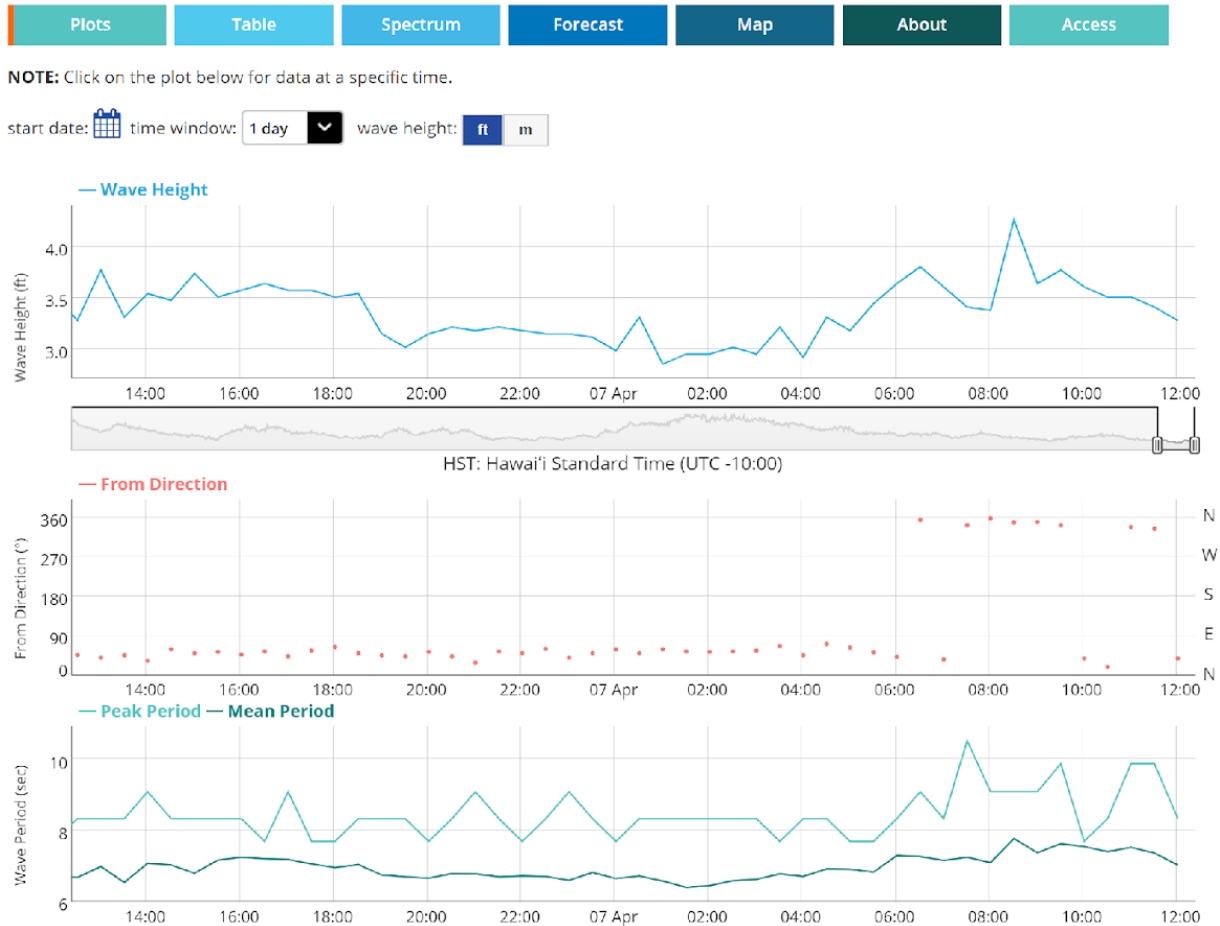 Plots Table Spectrum Forecast Map About Access
NOTE: Click on the plot below for data at a specific time.
start date: time window: 1 day wave height: ft m
Wave Height
Wave Height (ft)
4.0
3.5
3.0
14:00 16:00 18:00 20:00 22:00 07 Apr 02:00 04:00 06:00 08:00 10:00 12:00
HST: Hawaiʻi Standard Time (UTC -10:00)
From Direction
From Direction (°)
360 N
270 W
180 S
90 E
0 N
14:00 16:00 18:00 20:00 22:00 07 Apr 02:00 04:00 06:00 08:00 10:00 12:00
Peak Period Mean Period
Wave Period (sec)
10
8
6
14:00 16:00 18:00 20:00 22:00 07 Apr 02:00 04:00 06:00 08:00 10:00 12:00